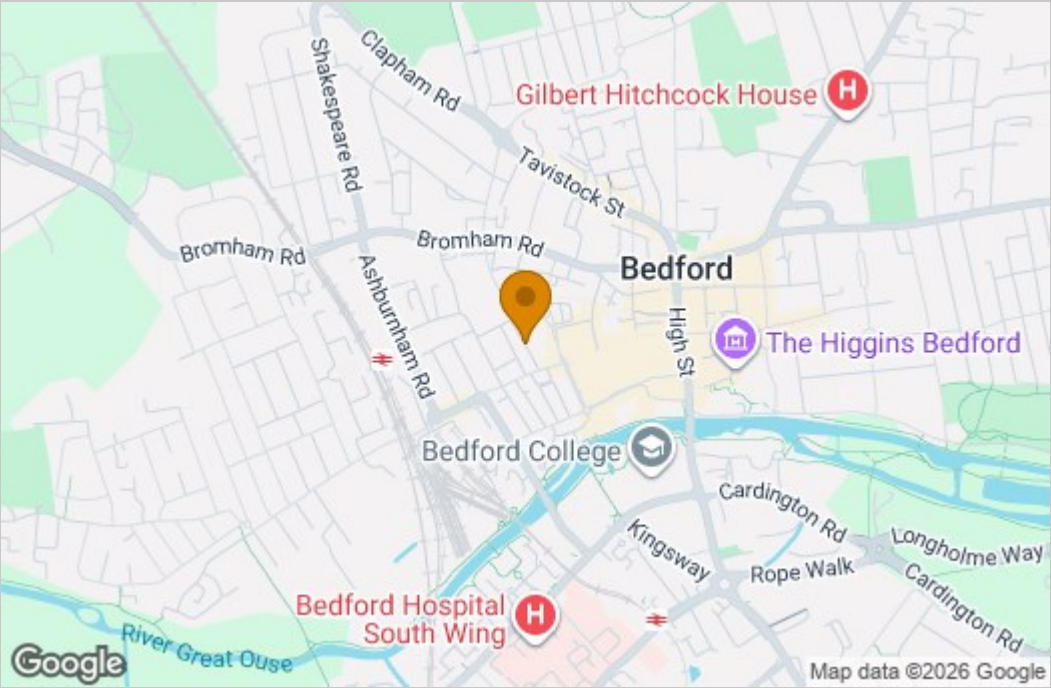 Shakespeare Rd
Clapham Rd
Gilbert Hitchcock House
H
Tavistock St
Bromham Rd
Bromham Rd
Bedford
Ashburnham Rd
High St
The Higgins Bedford
Bedford College
Cardington Rd
Kingsway
Longholme Way
Rope Walk
Cardington Rd
Bedford Hospital
South Wing
H
River Great Ouse
Google
Map data ©2026 Google